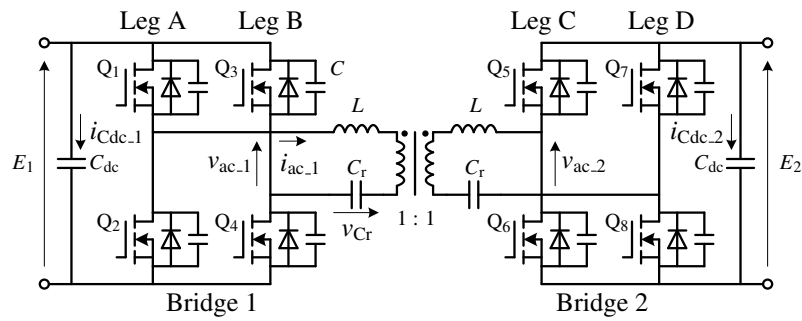 Leg A Leg B Leg C Leg D
Q1 Q3 C Q5 Q7
L L
iCdc_1 iCdc_2
E1 Cdc vac_1 iac_1 Cr Cr vac_2 Cdc E2
Q2 Q4 vCr 1 : 1 Q6 Q8
Bridge 1 Bridge 2